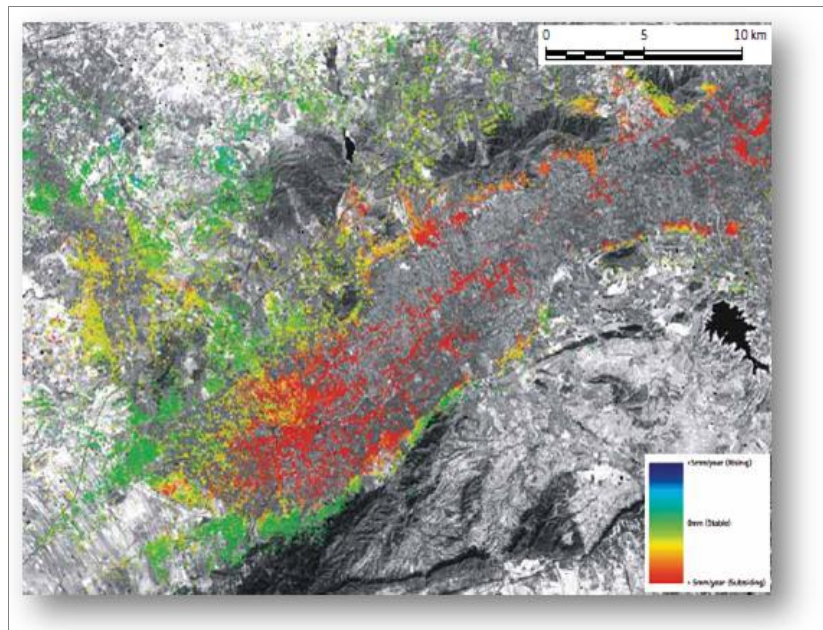 0 5 10 km
+5mm/year (Rising)
0mm (Stable)
+5mm/year (Subsiding)